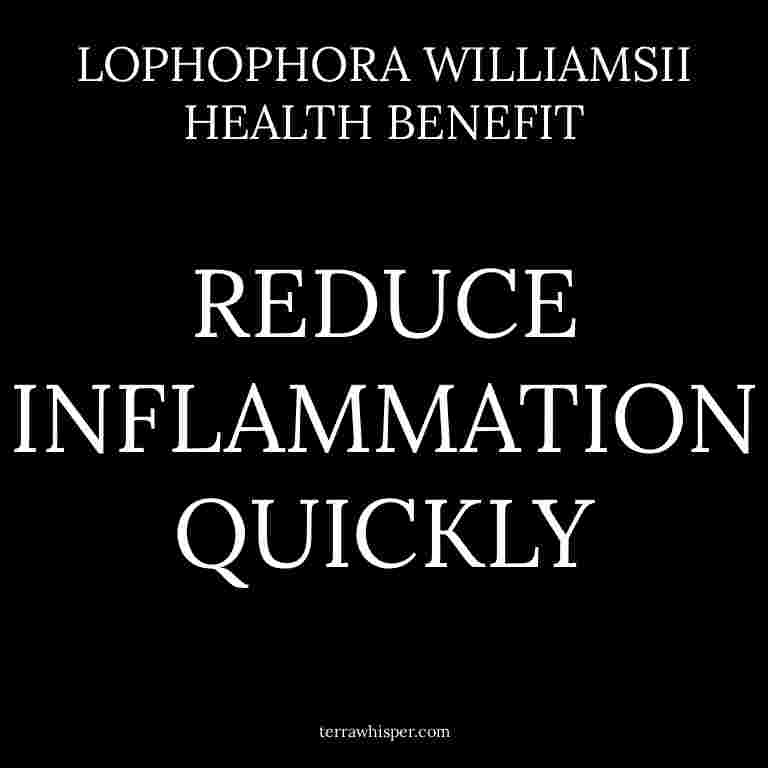 LOPHOPHORA WILLIAMSII
HEALTH BENEFIT
REDUCE
INFLAMMATION
QUICKLY
terrawhisper.com